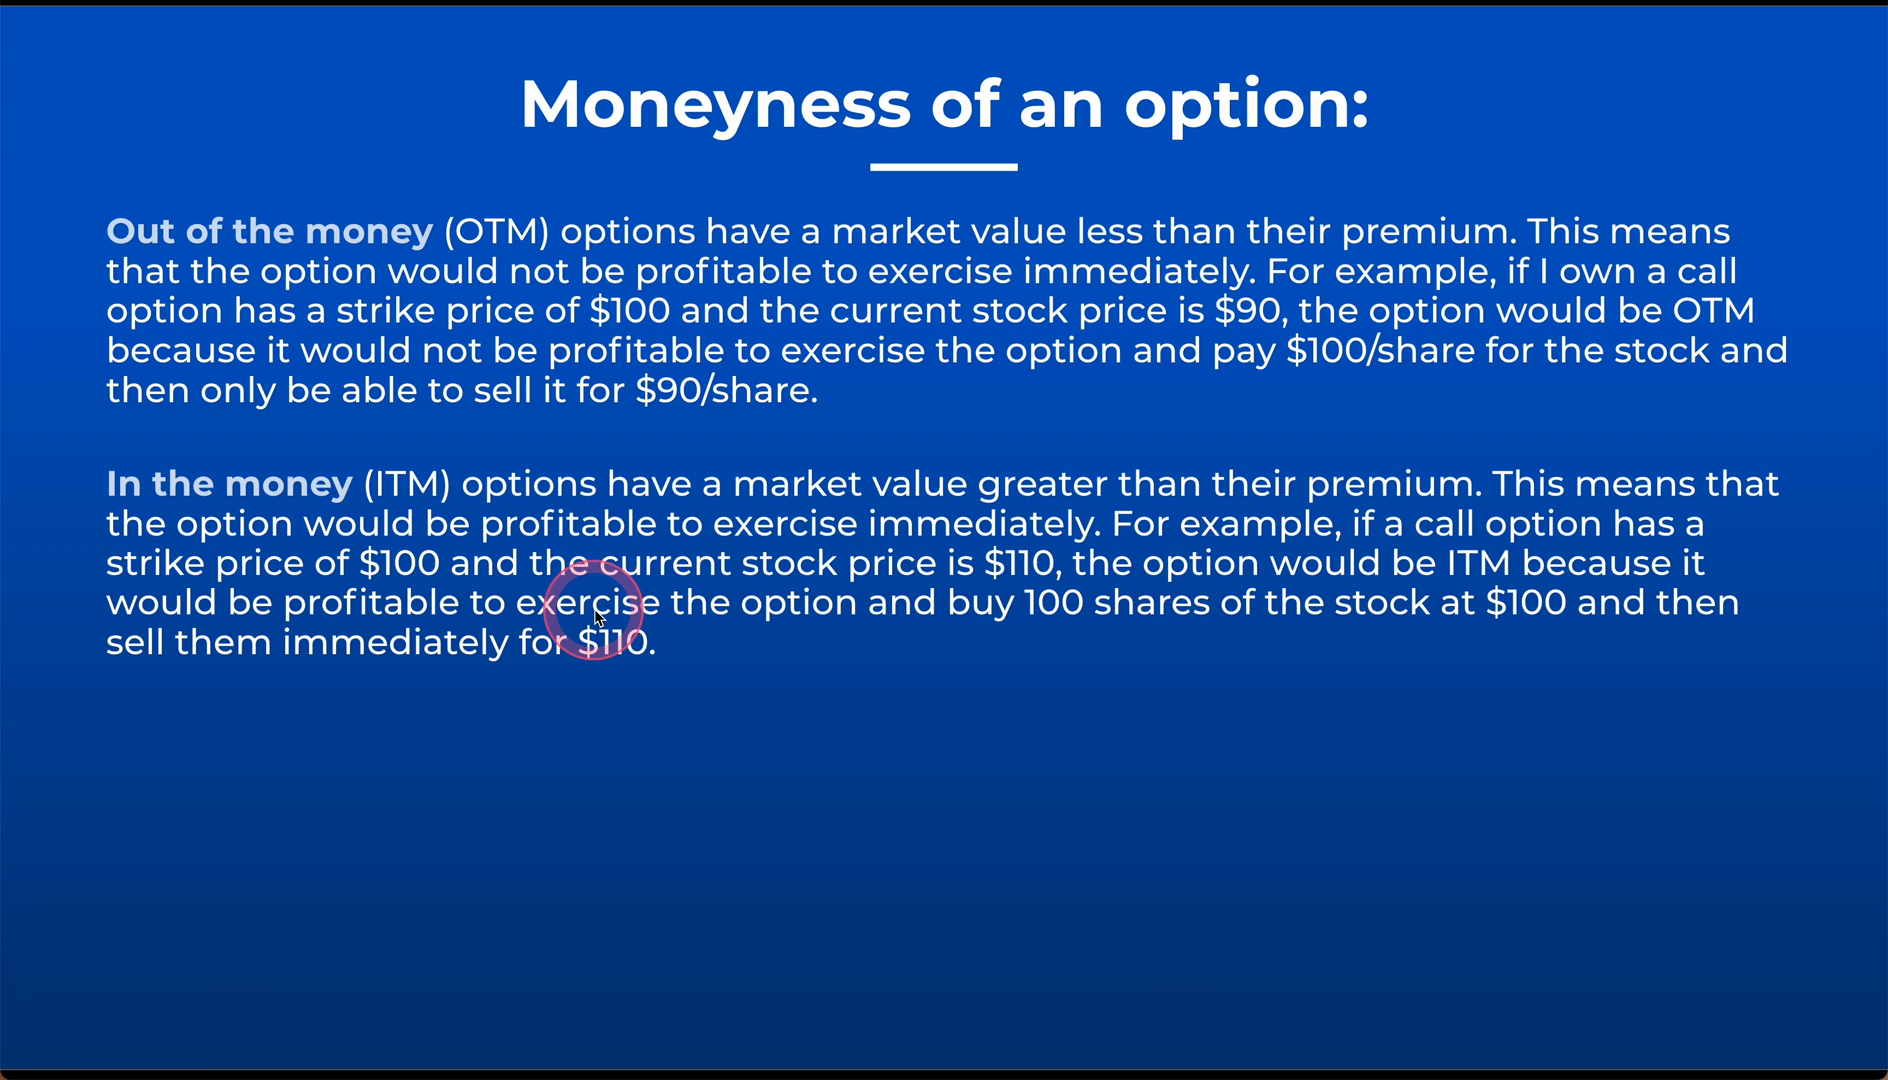 Moneyness of an option:
Out of the money (OTM) options have a market value less than their premium. This means
that the option would not be profitable to exercise immediately. For example, if I own a call
option has a strike price of $100 and the current stock price is $90, the option would be OTM
because it would not be profitable to exercise the option and pay $100/share for the stock and
then only be able to sell it for $90/share.
In the money (ITM) options have a market value greater than their premium. This means that
the option would be profitable to exercise immediately. For example, if a call option has a
strike price of $100 and the current stock price is $110, the option would be ITM because it
would be profitable to exercise the option and buy 100 shares of the stock at $100 and then
sell them immediately for $110.